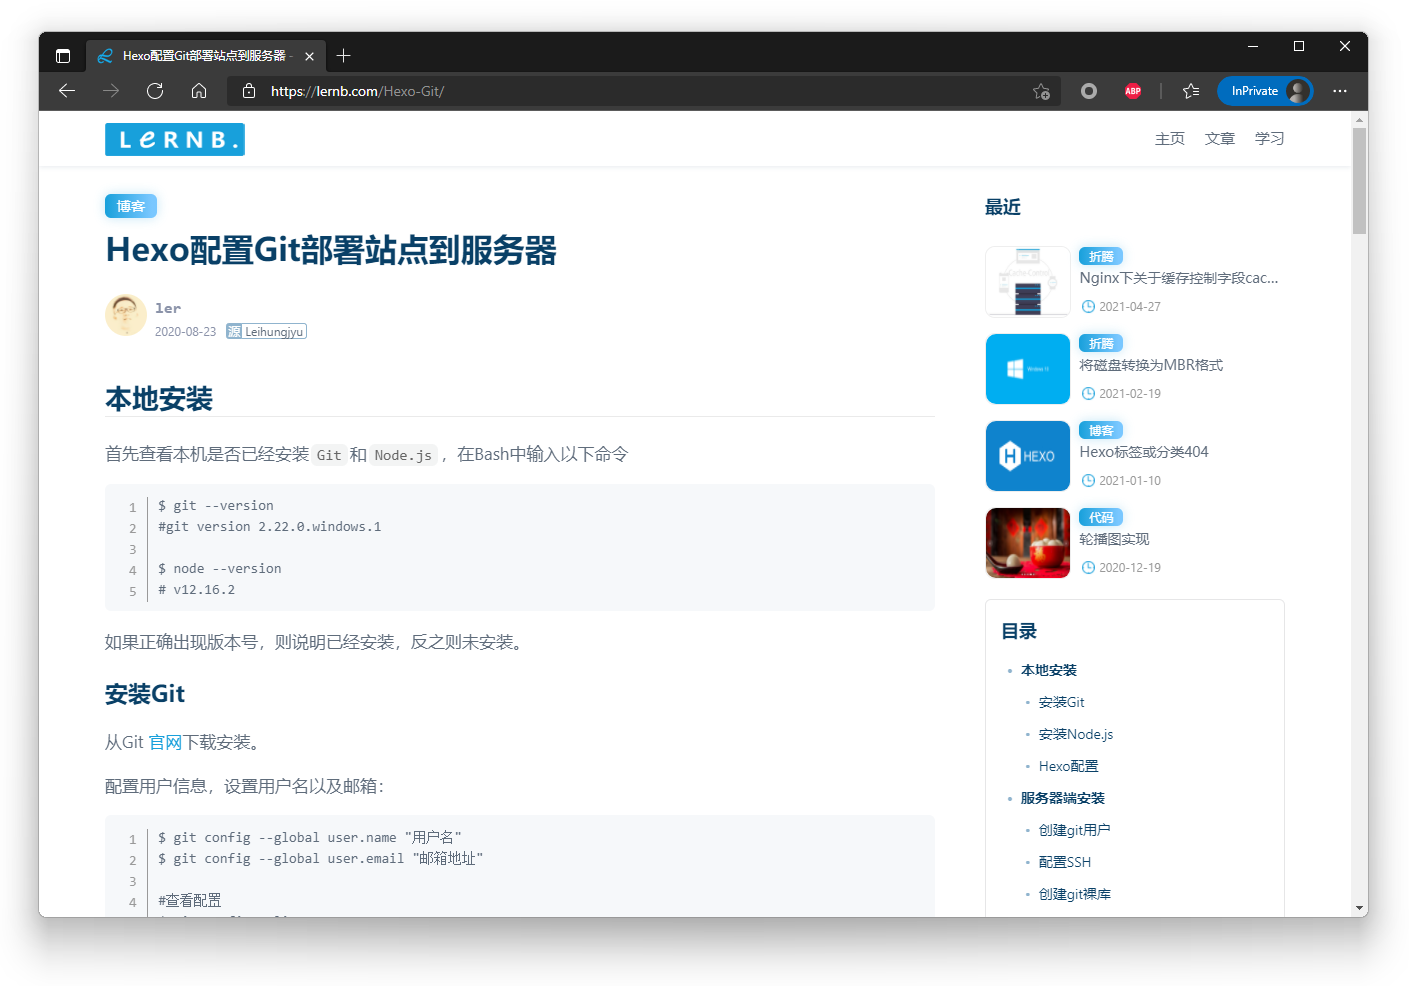 Hexo配置Git部署站点到服务器 -
https://lernb.com/Hexo-Git/
ABP
InPrivate
LeRNB.
主页 文章 学习
博客
Hexo配置Git部署站点到服务器
ler
2020-08-23 源 Leihungjyu
本地安装
首先查看本机是否已经安装 Git 和 Node.js ，在Bash中输入以下命令
1 $ git --version
2 #git version 2.22.0.windows.1
3
4 $ node --version
5 # v12.16.2
如果正确出现版本号，则说明已经安装，反之则未安装。
安装Git
从Git 官网下载安装。
配置用户信息，设置用户名以及邮箱：
1 $ git config --global user.name "用户名"
2 $ git config --global user.email "邮箱地址"
3
4 #查看配置
最近
折腾
Nginx下关于缓存控制字段cac...
2021-04-27
Windows 10
折腾
将磁盘转换为MBR格式
2021-02-19
HEXO
博客
Hexo标签或分类404
2021-01-10
代码
轮播图实现
2020-12-19
目录
本地安装
安装Git
安装Node.js
Hexo配置
服务器端安装
创建git用户
配置SSH
创建git裸库